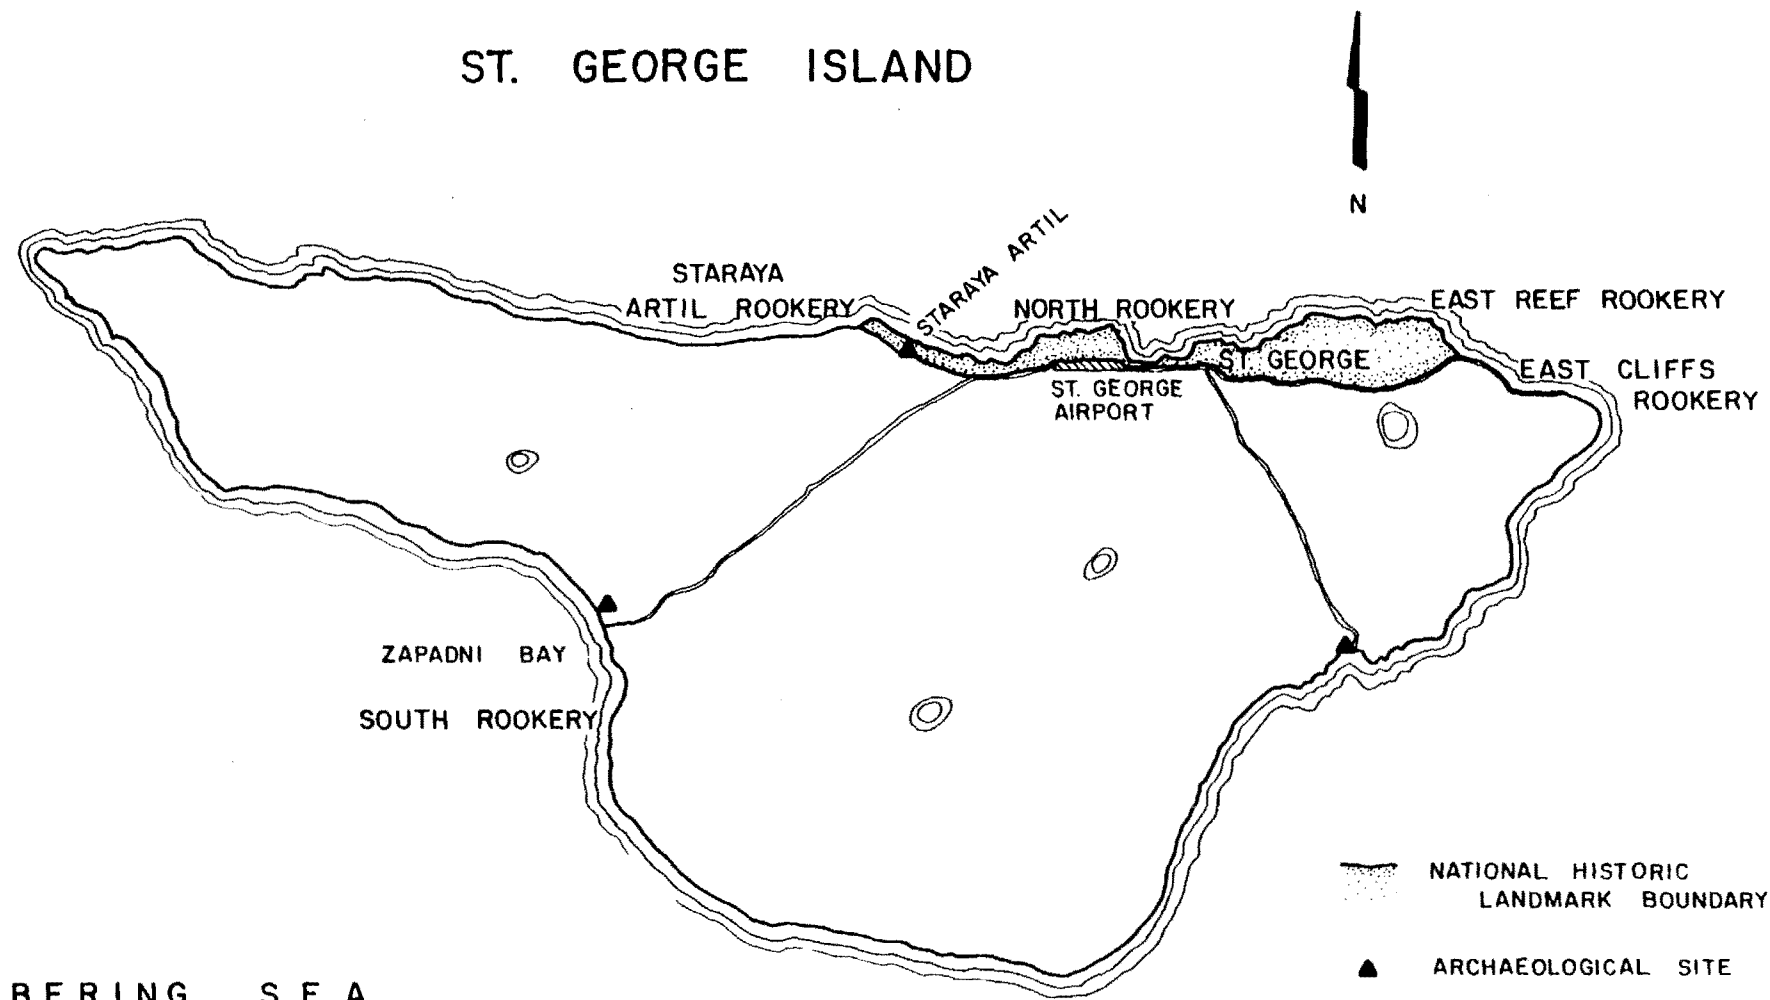 ST. GEORGE ISLAND
N
STARAYA
ARTIL ROOKERY
STARAYA ARTIL
NORTH ROOKERY
EAST REEF ROOKERY
ST. GEORGE
EAST CLIFFS
ROOKERY
ST. GEORGE
AIRPORT
ZAPADNI BAY
SOUTH ROOKERY
NATIONAL HISTORIC
LANDMARK BOUNDARY
ARCHAEOLOGICAL SITE
BERING SEA